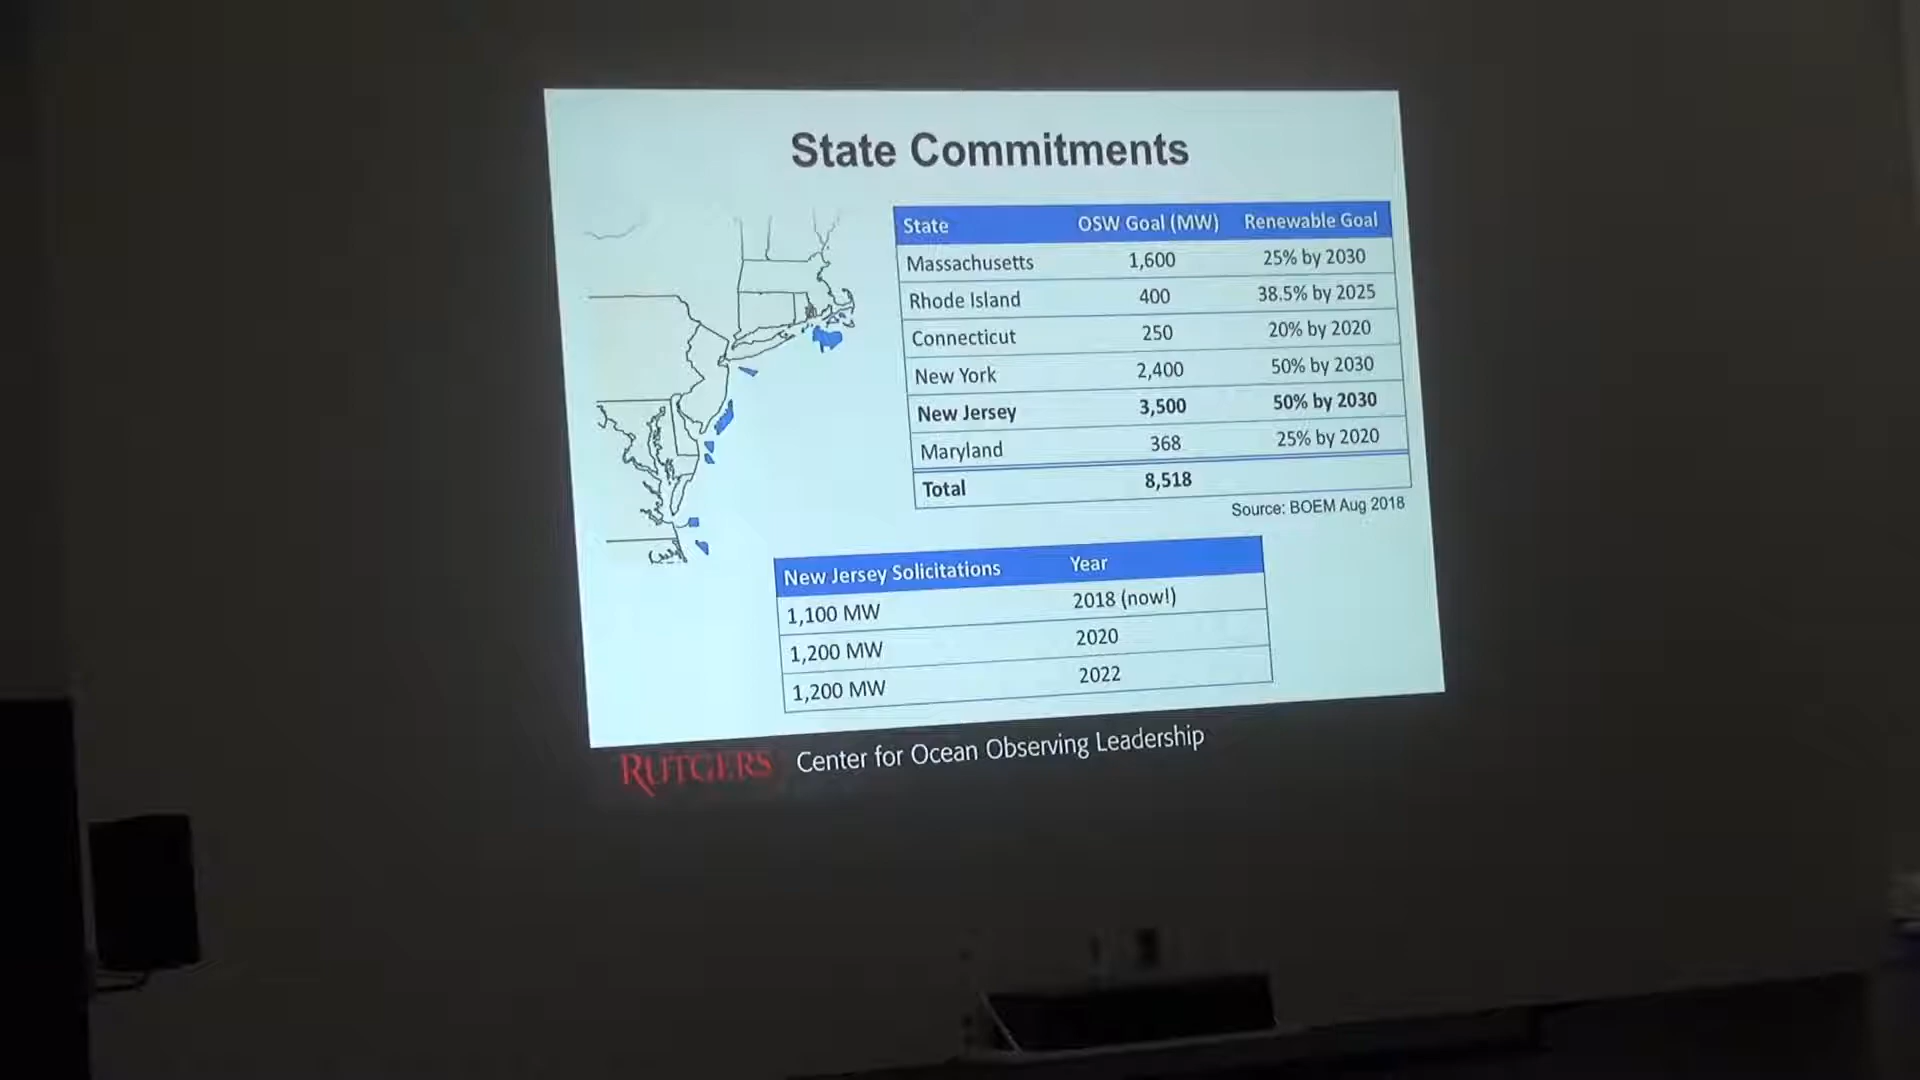 State Commitments
State OSW Goal (MW) Renewable Goal
Massachusetts 1,600 25% by 2030
Rhode Island 400 38.5% by 2025
Connecticut 250 20% by 2020
New York 2,400 50% by 2030
New Jersey 3,500 50% by 2030
Maryland 368 25% by 2020
Total 8,518
Source: BOEM Aug 2018
New Jersey Solicitations Year
1,100 MW 2018 (now!)
1,200 MW 2020
1,200 MW 2022
RUTGERS Center for Ocean Observing Leadership